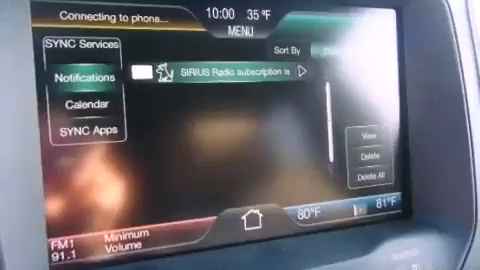 Connecting to phone... 10:00 35°F
MENU
SYNC Services
Sort By
Notifications
SIRIUS Radio subscription is
Calendar
SYNC Apps
View
Delete
Delete All
80°F 81°F
FM1 Minimum
91.1 Volume